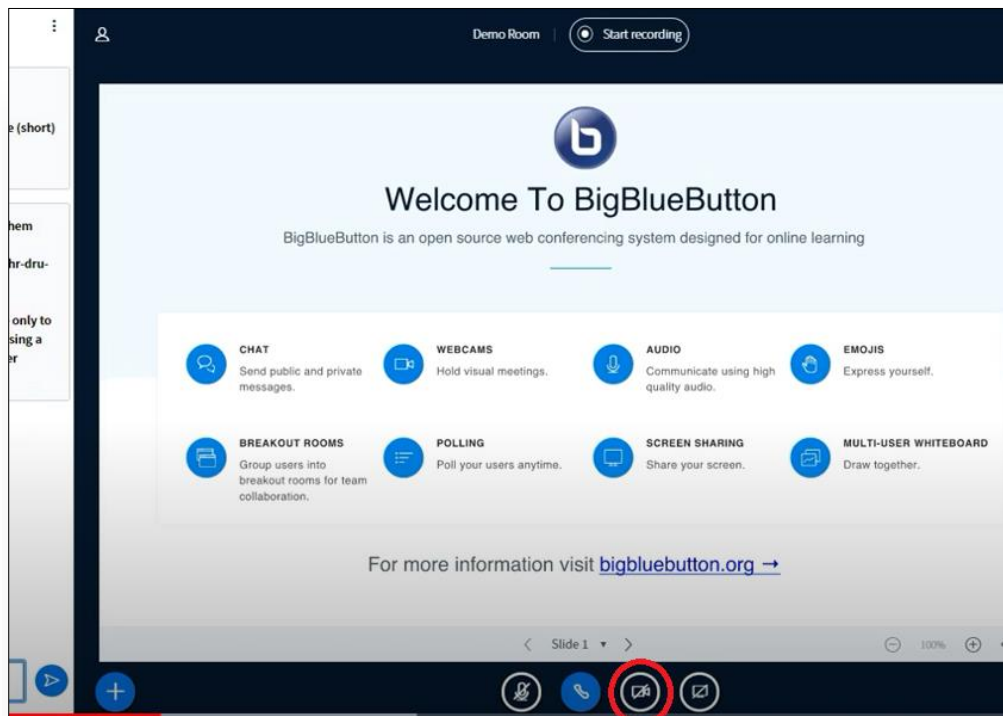 e (short)
hem
hr-dru-
only to
sing a
er
Demo Room
Start recording
Welcome To BigBlueButton
BigBlueButton is an open source web conferencing system designed for online learning
CHAT
Send public and private
messages.
WEBCAMS
Hold visual meetings.
AUDIO
Communicate using high
quality audio.
EMOJIS
Express yourself.
BREAKOUT ROOMS
Group users into
breakout rooms for team
collaboration.
POLLING
Poll your users anytime.
SCREEN SHARING
Share your screen.
MULTI-USER WHITEBOARD
Draw together.
For more information visit bigbluebutton.org →
Slide 1
100%